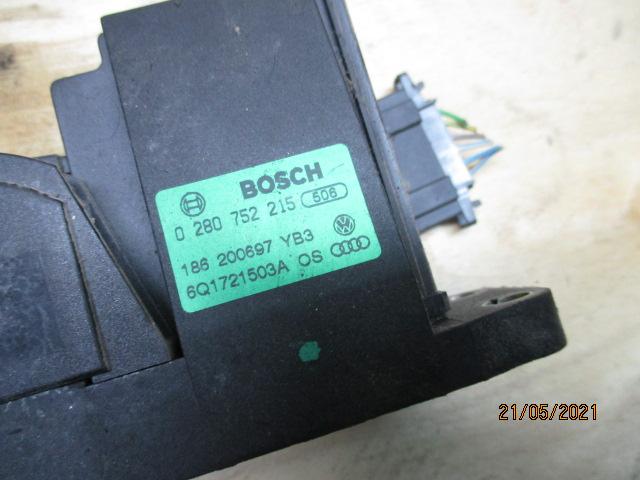 BOSCH
0 280 752 215 506
186 200697 YB3
6Q1721503A OS
21/05/2021